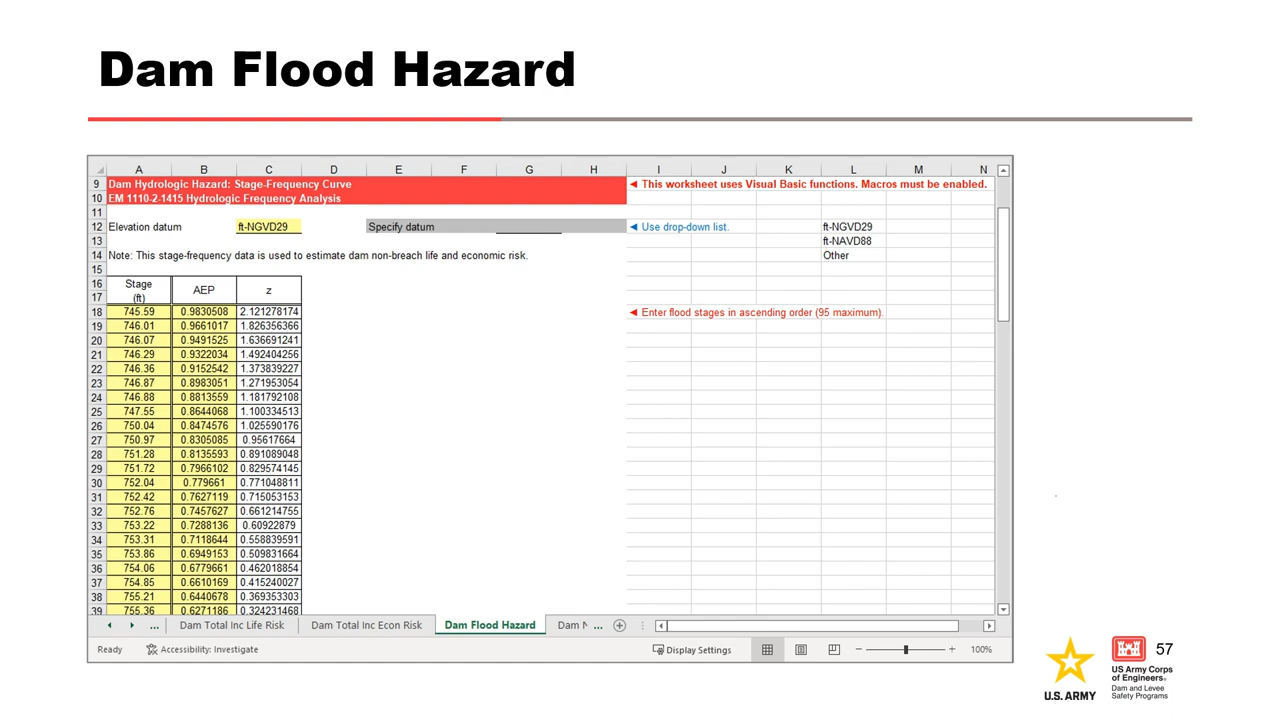 Dam Flood Hazard
A B C D E F G H I J K L M N
9 Dam Hydrologic Hazard: Stage-Frequency Curve ◄ This worksheet uses Visual Basic functions. Macros must be enabled.
10 EM 1110-2-1415 Hydrologic Frequency Analysis
11
12 Elevation datum ft-NGVD29 Specify datum ◄ Use drop-down list. ft-NGVD29
13 ft-NAVD88
14 Note: This stage-frequency data is used to estimate dam non-breach life and economic risk. Other
15
16 Stage AEP z
17 (ft)
18 745.59 0.9830508 2.121278174 ◄ Enter flood stages in ascending order (95 maximum).
19 746.01 0.9661017 1.826356366
20 746.07 0.9491525 1.636691241
21 746.29 0.9322034 1.492404256
22 746.36 0.9152542 1.373839227
23 746.87 0.8983051 1.271953054
24 746.88 0.8813559 1.181792108
25 747.55 0.8644068 1.100334513
26 750.04 0.8474576 1.025590176
27 750.97 0.8305085 0.95617664
28 751.28 0.8135593 0.891089048
29 751.72 0.7966102 0.829574145
30 752.04 0.779661 0.771048811
31 752.42 0.7627119 0.715053153
32 752.76 0.7457627 0.661214755
33 753.22 0.7288136 0.60922879
34 753.31 0.7118644 0.558839591
35 753.86 0.6949153 0.509831664
36 754.06 0.6779661 0.462018854
37 754.85 0.6610169 0.415240027
38 755.21 0.6440678 0.369353303
39 755.36 0.6271186 0.324231468
... Dam Total Inc Life Risk Dam Total Inc Econ Risk Dam Flood Hazard Dam N ...
Ready Accessibility: Investigate Display Settings 100%
57
U.S. ARMY
US Army Corps
of Engineers®
Dam and Levee
Safety Programs